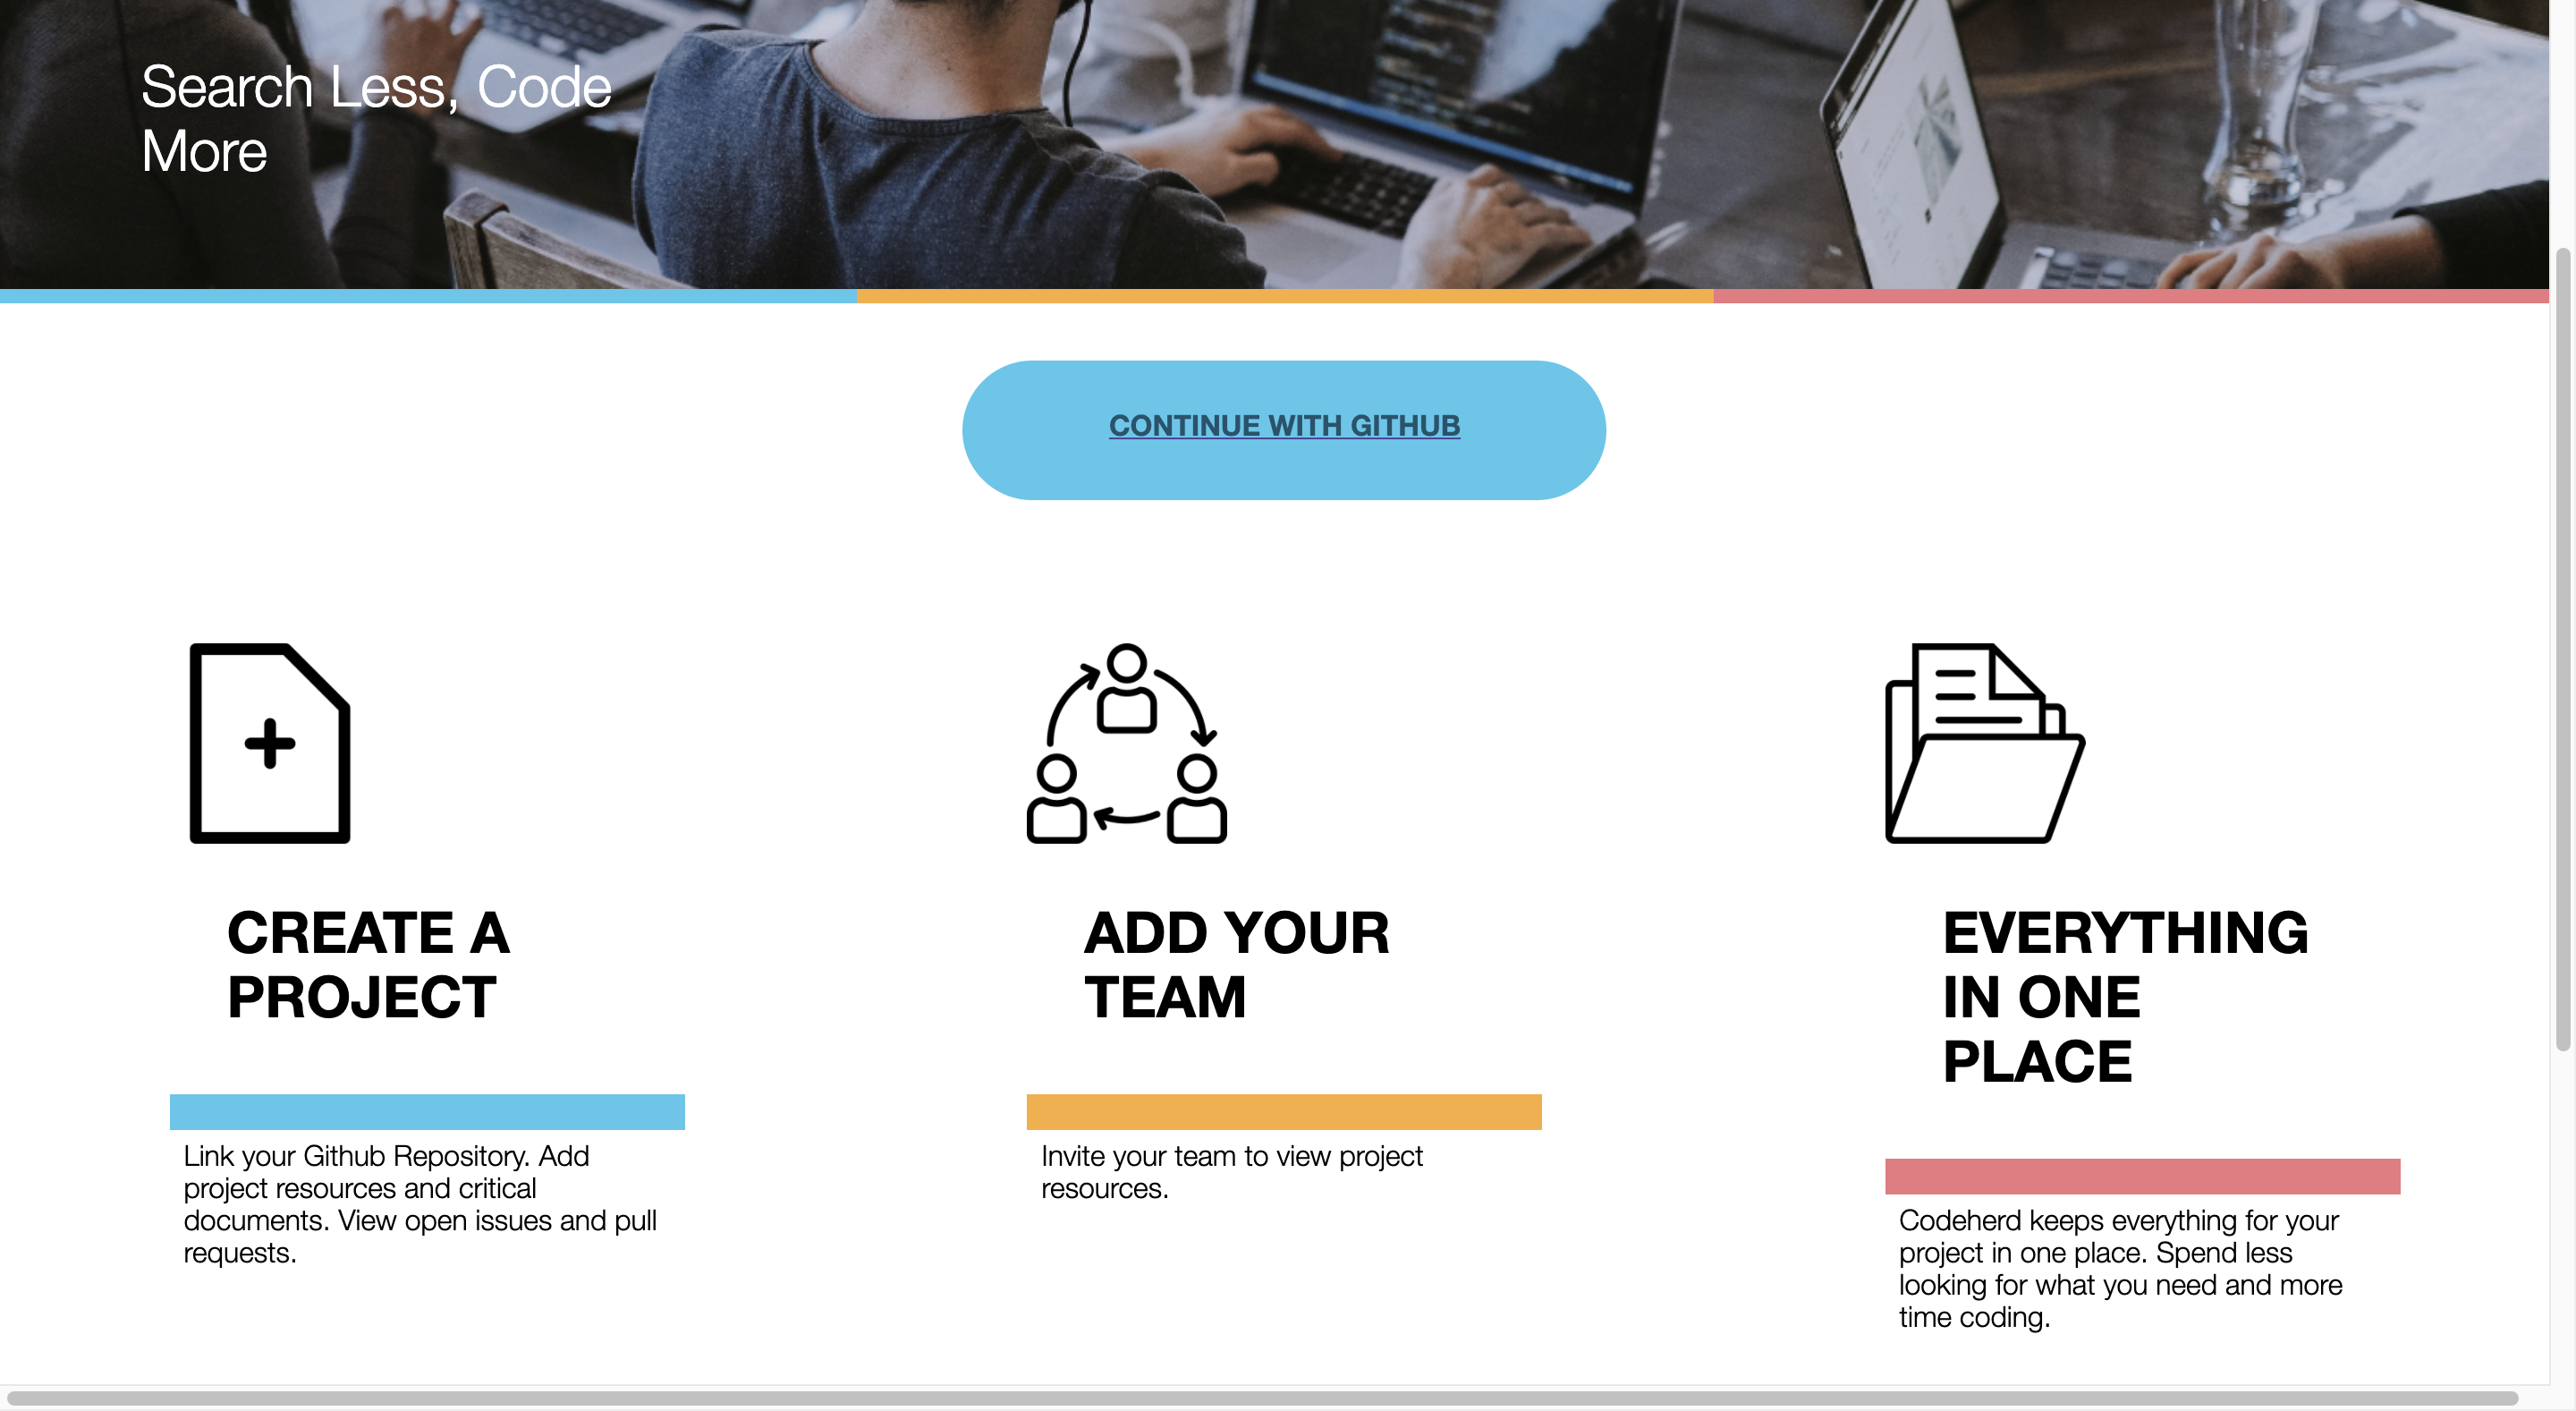 Search Less, Code
More
CONTINUE WITH GITHUB
CREATE A
PROJECT
Link your Github Repository. Add
project resources and critical
documents. View open issues and pull
requests.
ADD YOUR
TEAM
Invite your team to view project
resources.
EVERYTHING
IN ONE
PLACE
Codeherd keeps everything for your
project in one place. Spend less
looking for what you need and more
time coding.